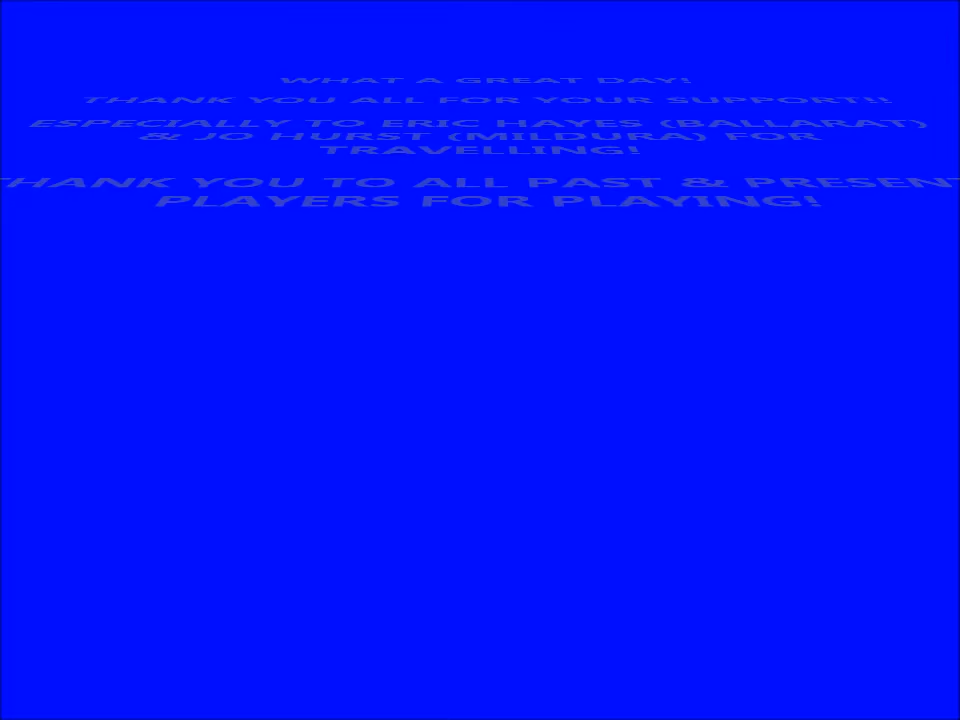 WHAT A GREAT DAY!
THANK YOU ALL FOR YOUR SUPPORT!!
ESPECIALLY TO ERIC HAYES (BALLARAT)
& JO HURST (MILDURA) FOR
TRAVELLING!
THANK YOU TO ALL PAST & PRESENT
PLAYERS FOR PLAYING!